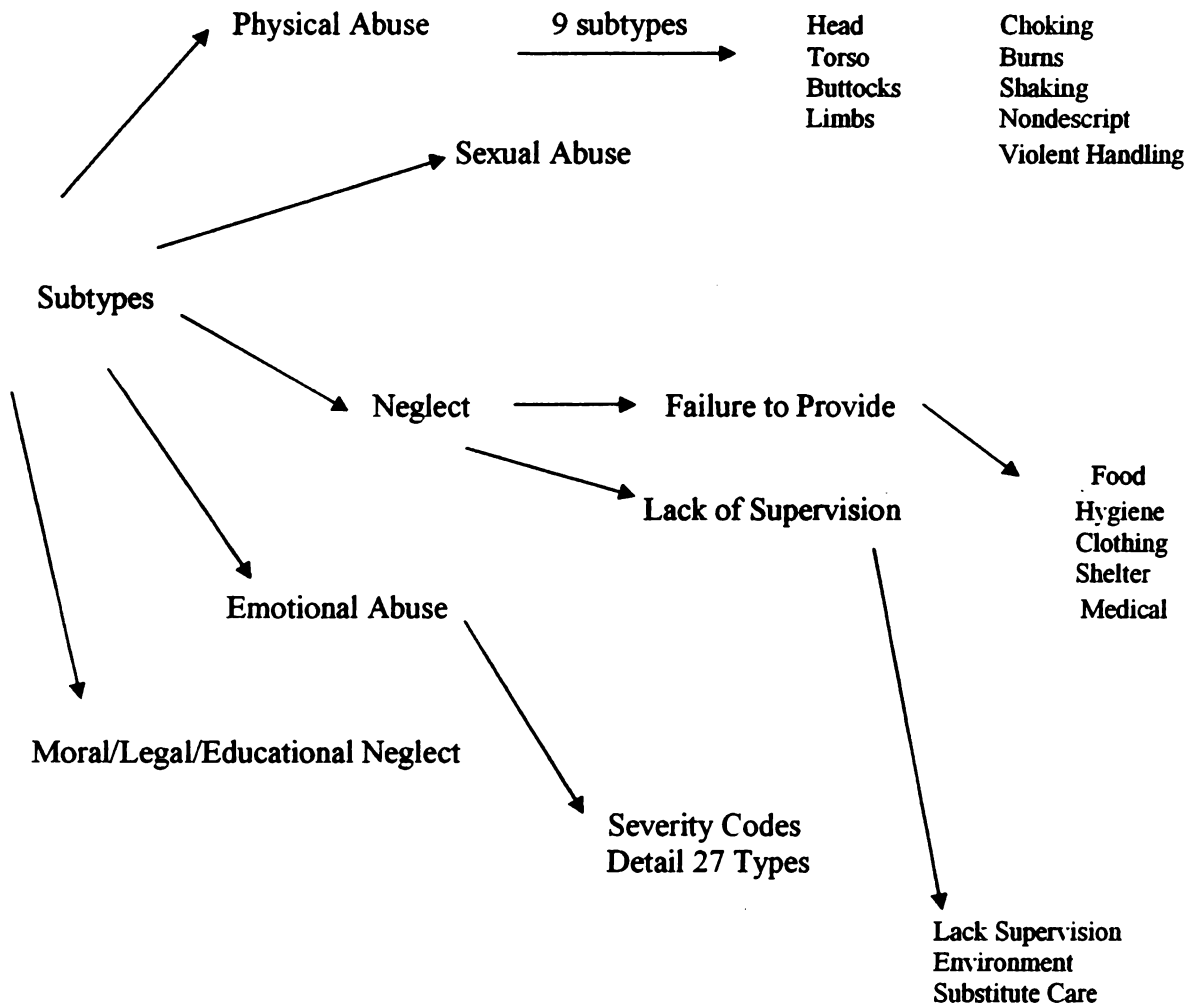 Physical Abuse
9 subtypes
Head
Torso
Buttocks
Limbs
Choking
Burns
Shaking
Nondescript
Violent Handling
Sexual Abuse
Subtypes
Neglect
Failure to Provide
Food
Hygiene
Clothing
Shelter
Medical
Lack of Supervision
Emotional Abuse
Moral/Legal/Educational Neglect
Severity Codes
Detail 27 Types
Lack Supervision
Environment
Substitute Care